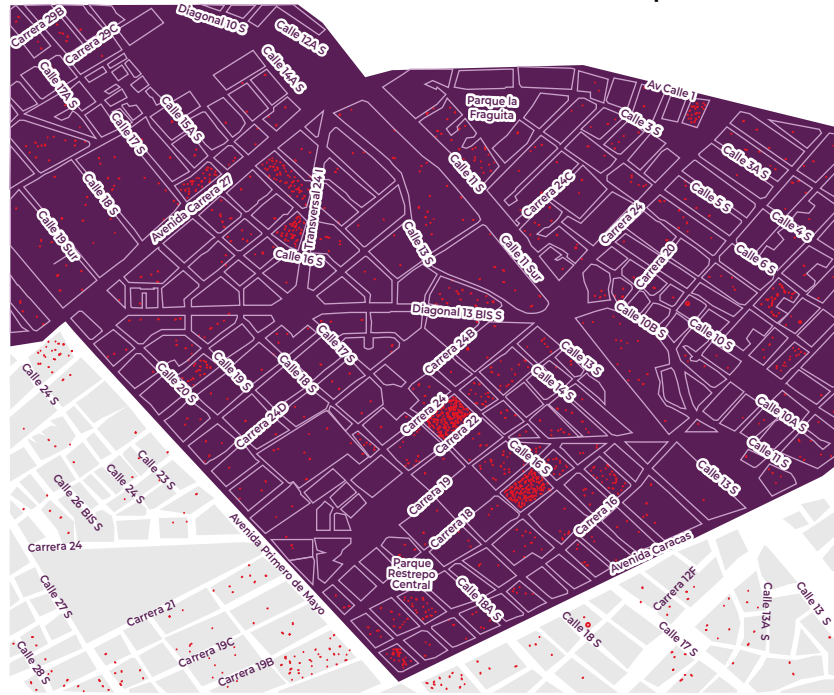 Carrera 29B
Carrera 29C
Diagonal 10 S
Calle 12A S
Calle 14A S
Calle 17A S
Calle 15A S
Calle 17 S
Parque la
Fraguita
Av Calle 1
Calle 3 S
Calle 3A S
Calle 18 S
Calle 19 Sur
Avenida Carrera 27
Transversal 24 I
Calle 16 S
Calle 11 S
Carrera 24C
Calle 5 S
Calle 4 S
Carrera 24
Calle 13 S
Calle 11 Sur
Carrera 20
Calle 6 S
Diagonal 13 BIS S
Calle 10B S
Calle 10 S
Calle 17 S
Carrera 24B
Calle 13 S
Calle 14 S
Calle 20 S
Calle 19 S
Calle 18 S
Calle 24 S
Carrera 24D
Carrera 24
Carrera 22
Calle 10A S
Calle 11 S
Calle 16 S
Calle 13 S
Calle 23 S
Calle 24 S
Calle 26 BIS S
Carrera 19
Carrera 18
Carrera 16
Carrera 24
Avenida Primero de Mayo
Avenida Caracas
Parque
Restrepo
Central
Calle 18A S
Calle 27 S
Carrera 21
Carrera 19C
Carrera 19B
Calle 28 S
Carrera 12F
Calle 18 S
Calle 17 S
Calle 13A S
Calle 13 S